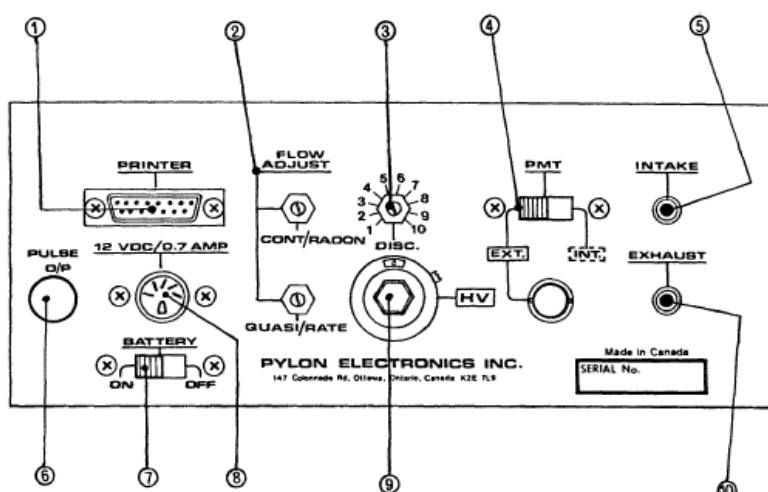 1 2 3 4 5
PRINTER
FLOW
ADJUST
1 2 3 4 5 6 7 8 9 10
CONT/RADON
DISC.
PMT
EXT.
INT.
INTAKE
PULSE
O/P
12 VDC/0.7 AMP
QUASI/RATE
HV
EXHAUST
BATTERY
ON OFF
PYLON ELECTRONICS INC.
147 Colonnade Rd, Ottawa, Ontario, Canada K2E 7L9
Made in Canada
SERIAL No.
6 7 8 9 10